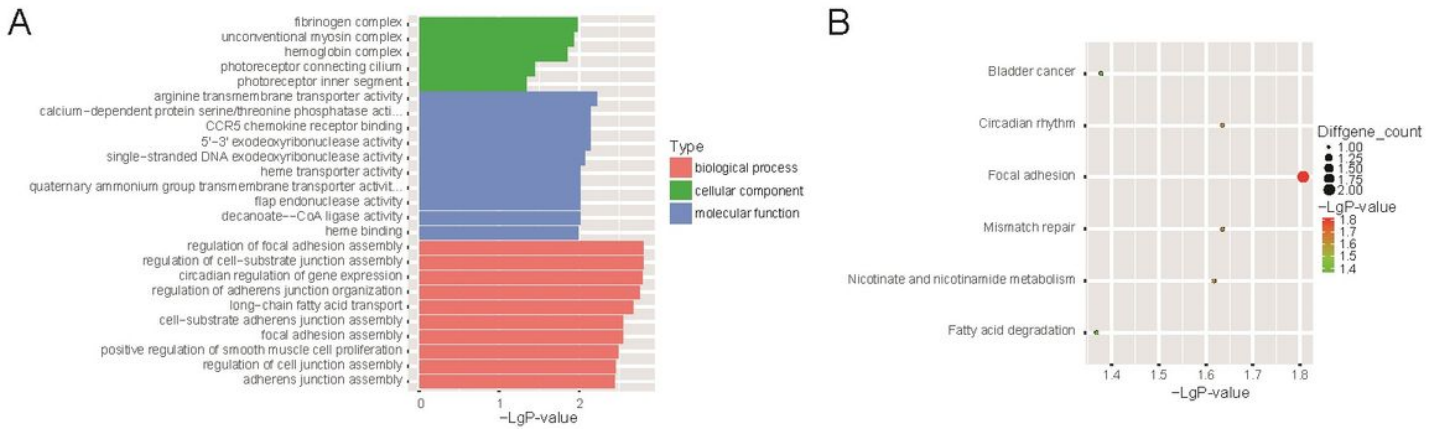 A
fibrinogen complex
unconventional myosin complex
hemoglobin complex
photoreceptor connecting cilium
photoreceptor inner segment
arginine transmembrane transporter activity
calcium-dependent protein serine/threonine phosphatase acti...
CCR5 chemokine receptor binding
5'-3' exodeoxyribonuclease activity
single-stranded DNA exodeoxyribonuclease activity
heme transporter activity
quaternary ammonium group transmembrane transporter activit...
flap endonuclease activity
decanoate--CoA ligase activity
heme binding
regulation of focal adhesion assembly
regulation of cell-substrate junction assembly
circadian regulation of gene expression
regulation of adherens junction organization
long-chain fatty acid transport
cell-substrate adherens junction assembly
focal adhesion assembly
positive regulation of smooth muscle cell proliferation
regulation of cell junction assembly
adherens junction assembly
0 1 2
-LgP-value
Type
biological process
cellular component
molecular function
B
Bladder cancer
Circadian rhythm
Focal adhesion
Mismatch repair
Nicotinate and nicotinamide metabolism
Fatty acid degradation
1.4 1.5 1.6 1.7 1.8
-LgP-value
Diffgene_count
1.00
1.25
1.50
1.75
2.00
-LgP-value
1.8
1.7
1.6
1.5
1.4